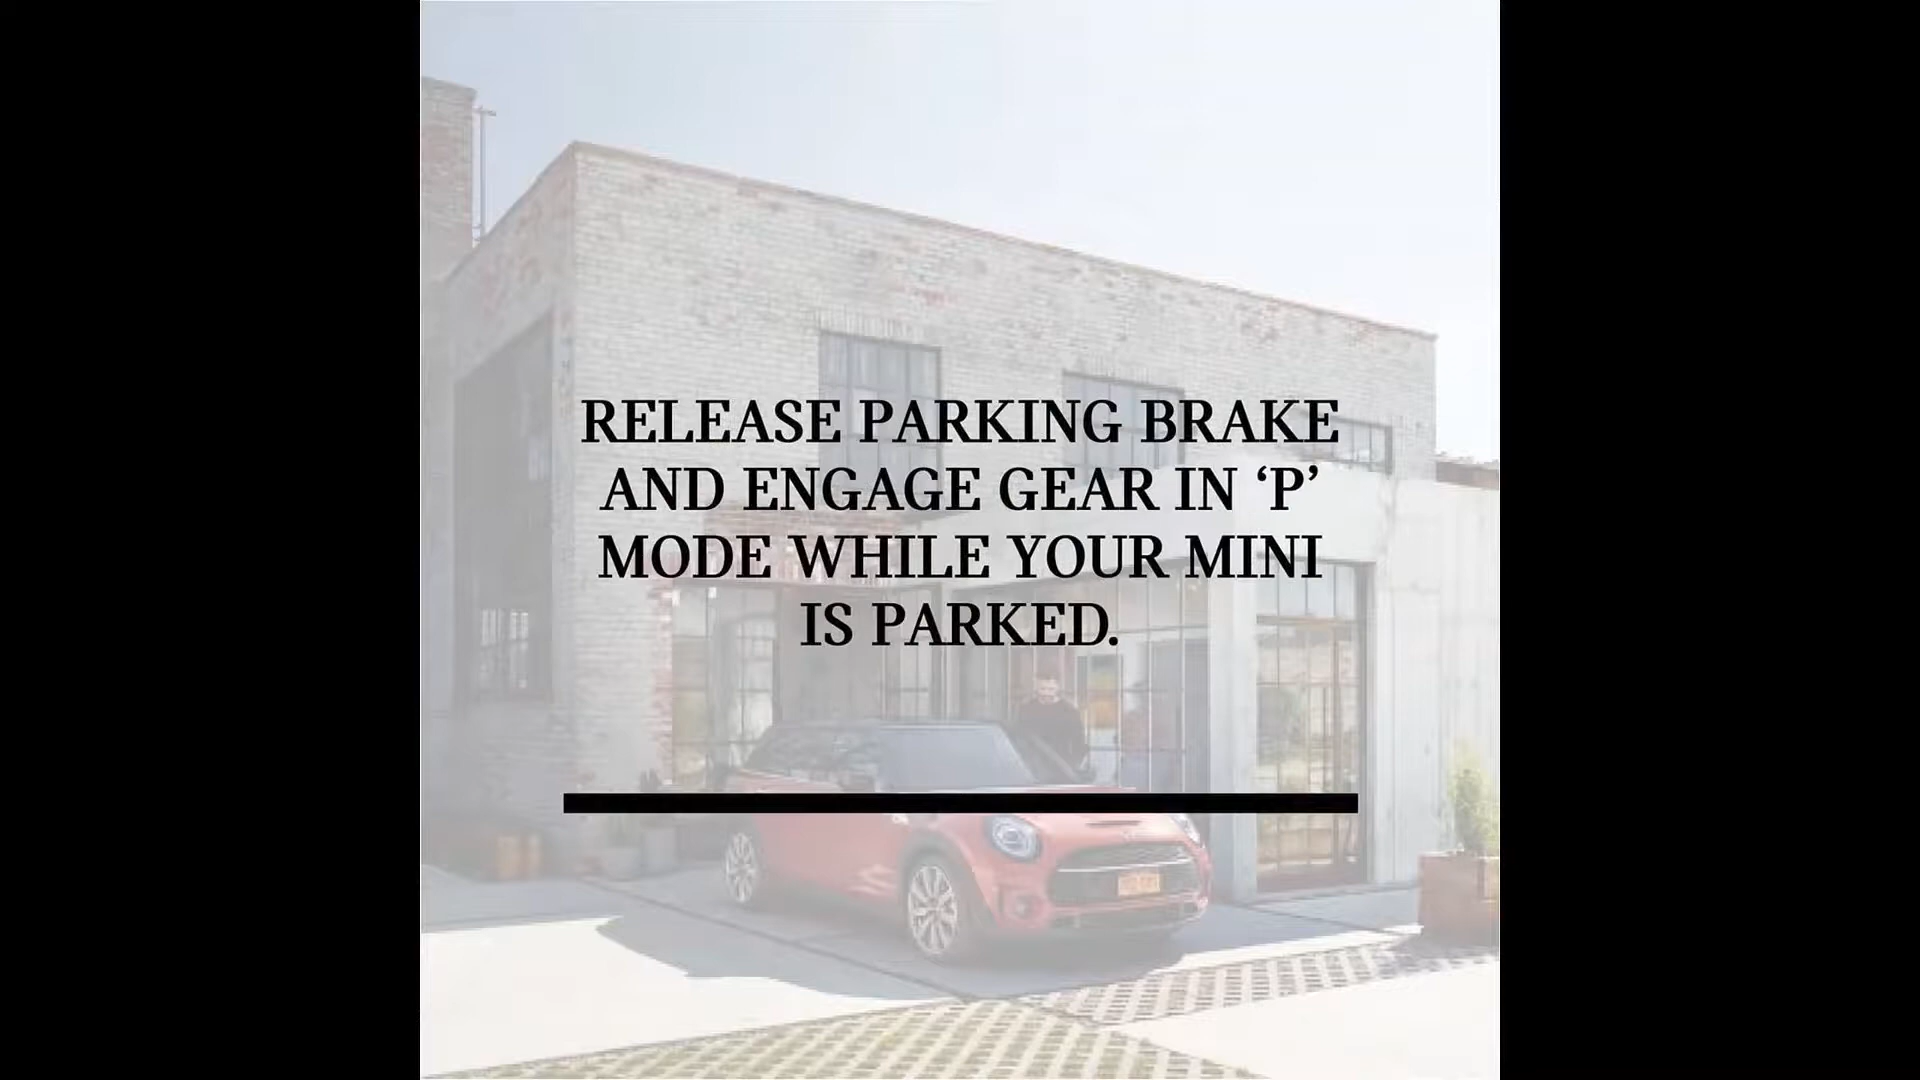 RELEASE PARKING BRAKE
AND ENGAGE GEAR IN ‘P’
MODE WHILE YOUR MINI
IS PARKED.